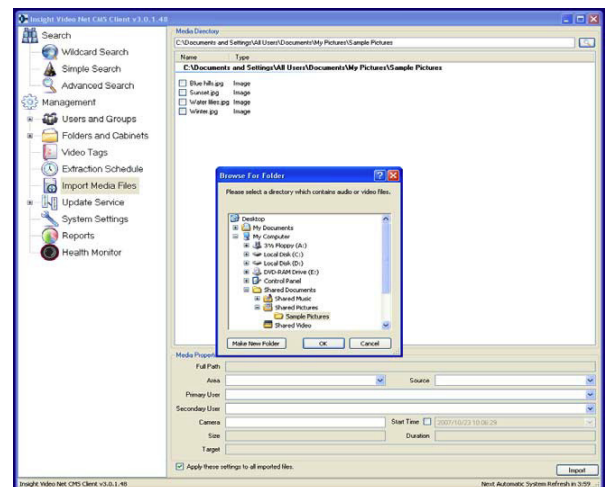 Insight Video Net CMS Client v3.0.1.48
Search
Wildcard Search
Simple Search
Advanced Search
Management
Users and Groups
Folders and Cabinets
Video Tags
Extraction Schedule
Import Media Files
Update Service
System Settings
Reports
Health Monitor
Media Directory
C:\Documents and Settings\All Users\Documents\My Pictures\Sample Pictures
Name Type
C:\Documents and Settings\All Users\Documents\My Pictures\Sample Pictures
Blue hills.jpg Image
Sunset.jpg Image
Water lilies.jpg Image
Winter.jpg Image
Browse For Folder
Please select a directory which contains audio or video files.
Desktop
My Documents
My Computer
3½ Floppy (A:)
Local Disk (C:)
Local Disk (D:)
DVD-RAM Drive (E:)
Control Panel
Shared Documents
Shared Music
Shared Pictures
Sample Pictures
Shared Video
Make New Folder OK Cancel
Media Propert
Full Path
Area Source
Primary User
Secondary User
Camera Start Time 2007/10/23 10:06:29
Size Duration
Target
Apply these settings to all imported files.
Import
Insight Video Net CMS Client v3.0.1.48 Next Automatic System Refresh in 3:59